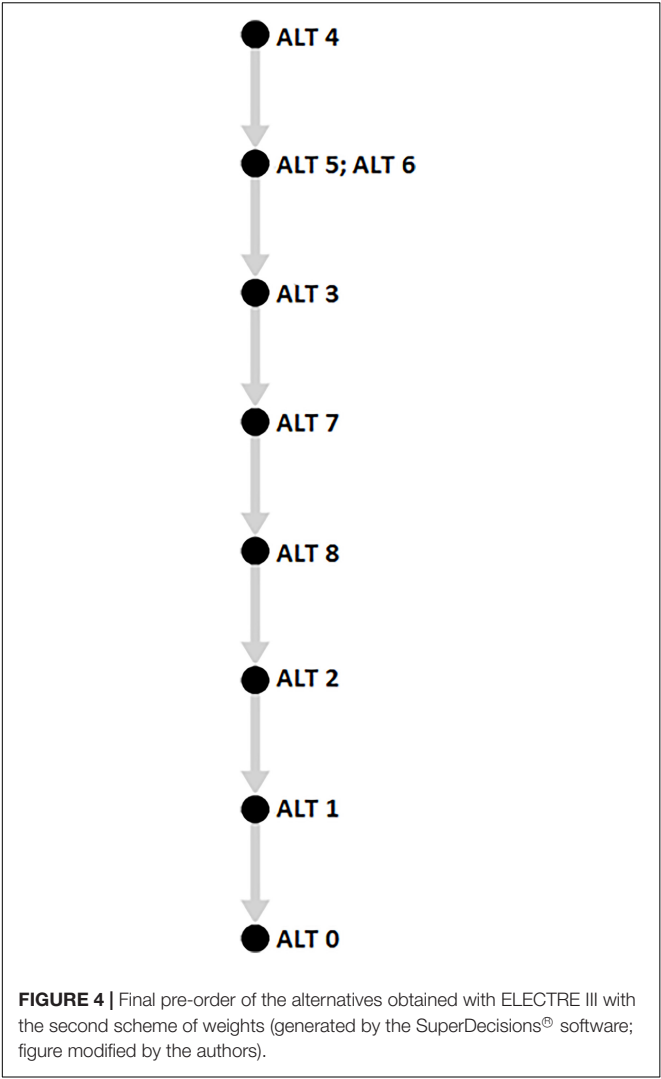 ALT 4
ALT 5; ALT 6
ALT 3
ALT 7
ALT 8
ALT 2
ALT 1
ALT 0
FIGURE 4 | Final pre-order of the alternatives obtained with ELECTRE III with
the second scheme of weights (generated by the SuperDecisions® software;
figure modified by the authors).